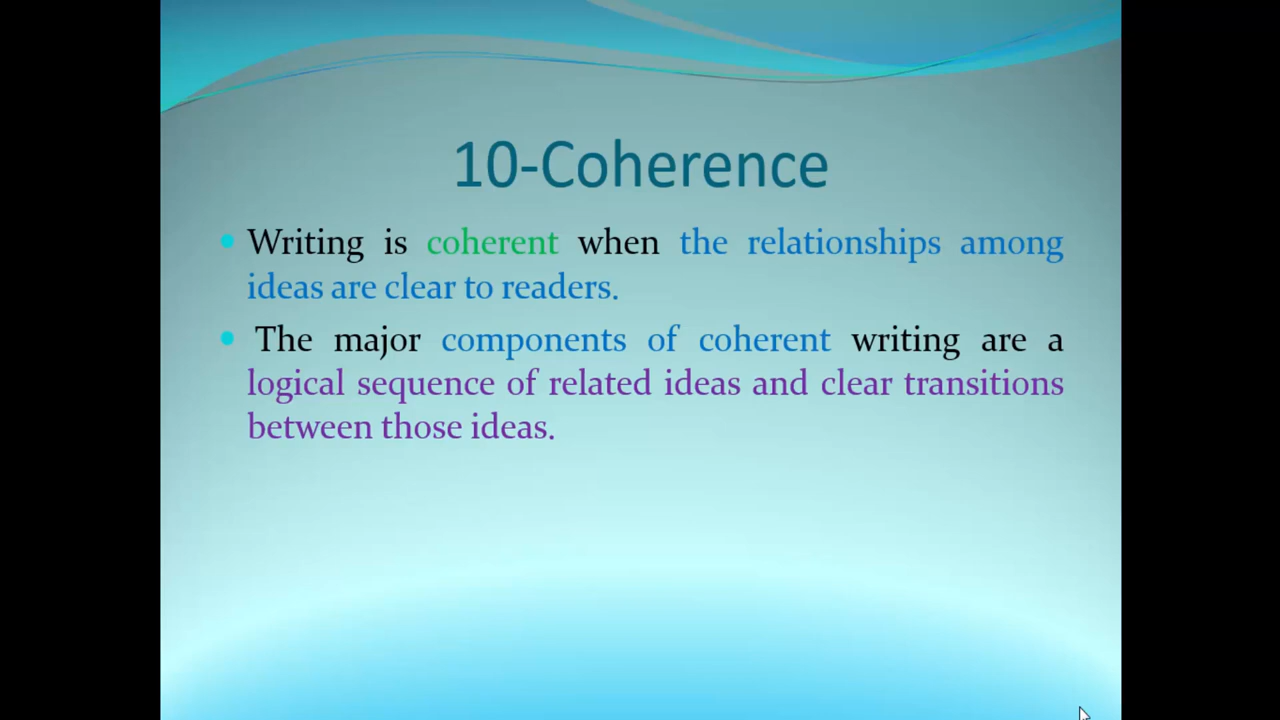 10-Coherence
Writing is coherent when the relationships among
ideas are clear to readers.
The major components of coherent writing are a
logical sequence of related ideas and clear transitions
between those ideas.